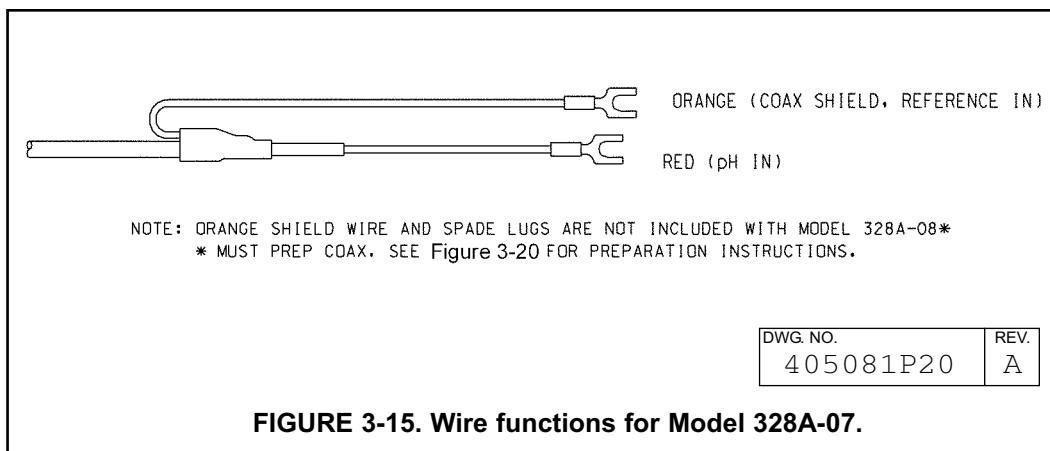 ORANGE (COAX SHIELD, REFERENCE IN)
RED (pH IN)
NOTE: ORANGE SHIELD WIRE AND SPADE LUGS ARE NOT INCLUDED WITH MODEL 328A-08*
* MUST PREP COAX. SEE Figure 3-20 FOR PREPARATION INSTRUCTIONS.
DWG. NO. REV.
405081P20 A
FIGURE 3-15. Wire functions for Model 328A-07.